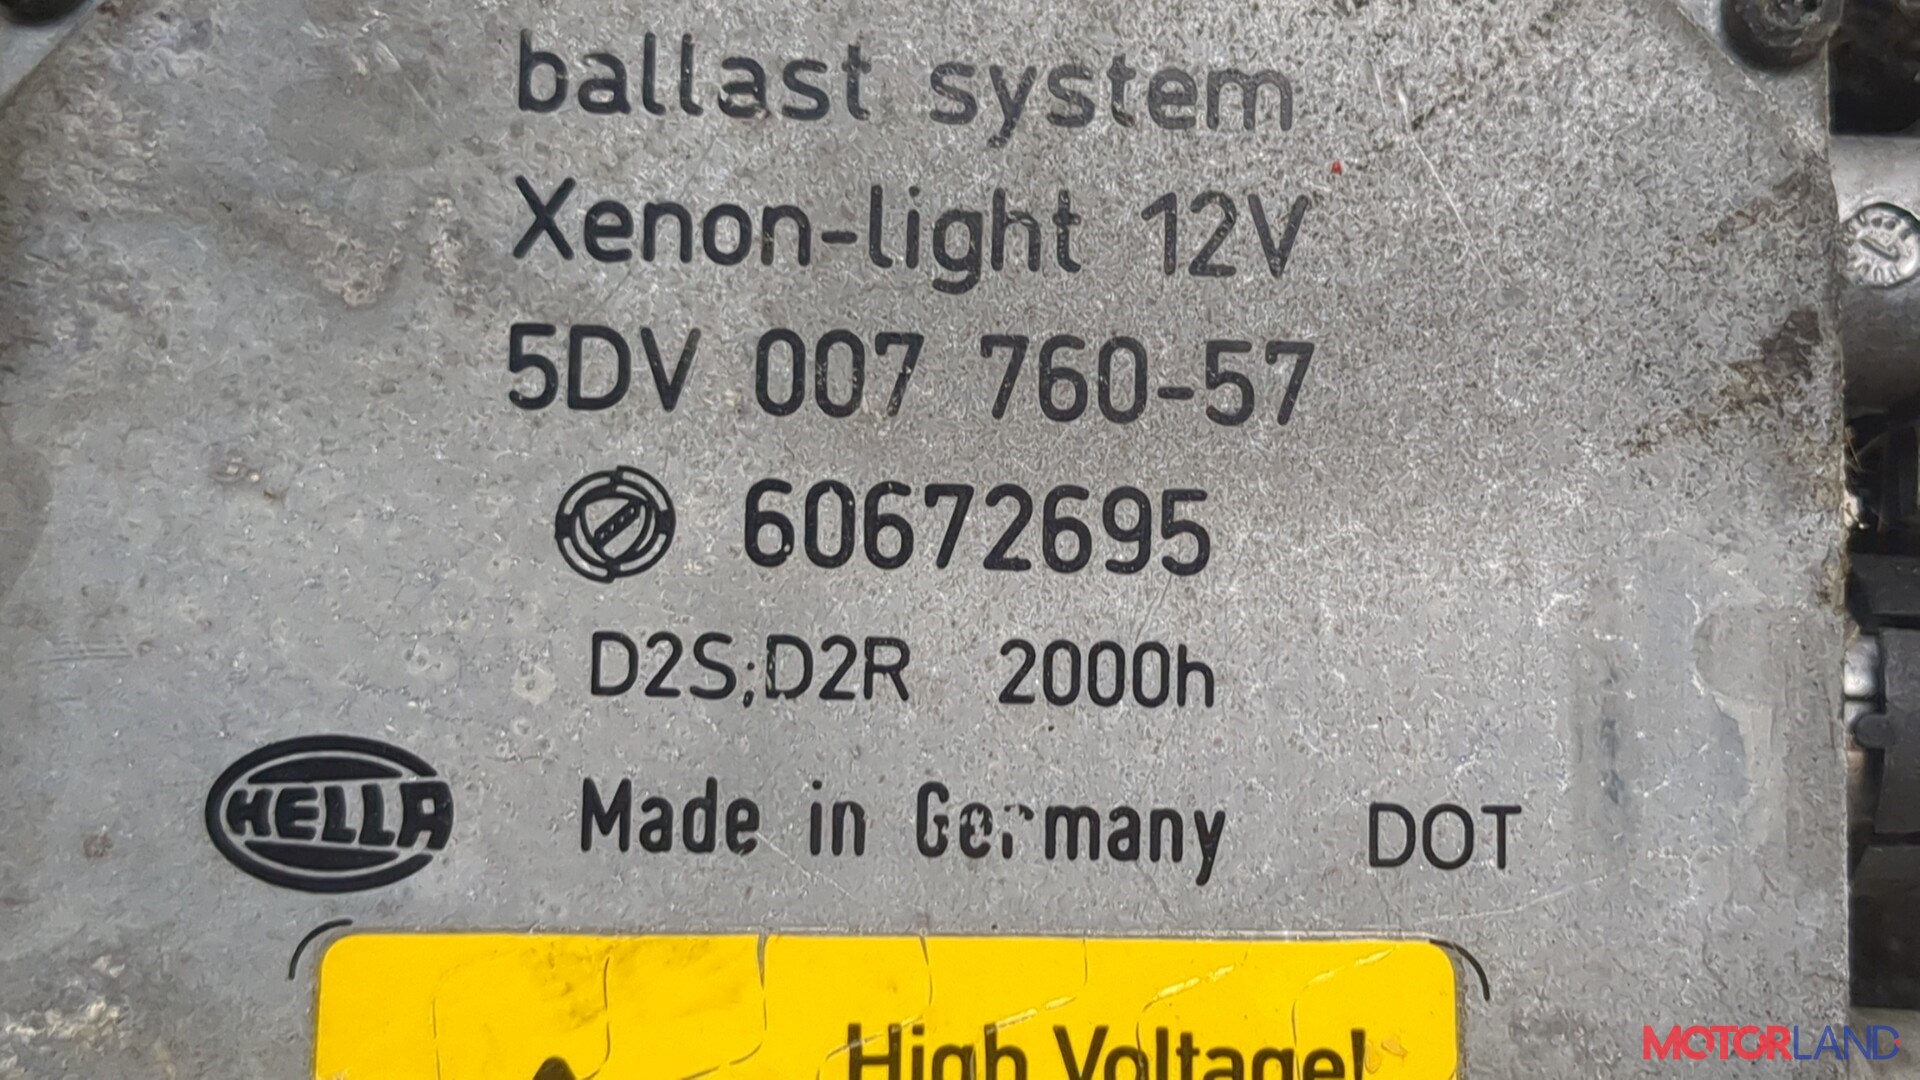 ballast system
Xenon-light 12V
5DV 007 760-57
60672695
D2S;D2R 2000h
HELLA Made in Germany DOT
High Voltage!
MOTORLAND